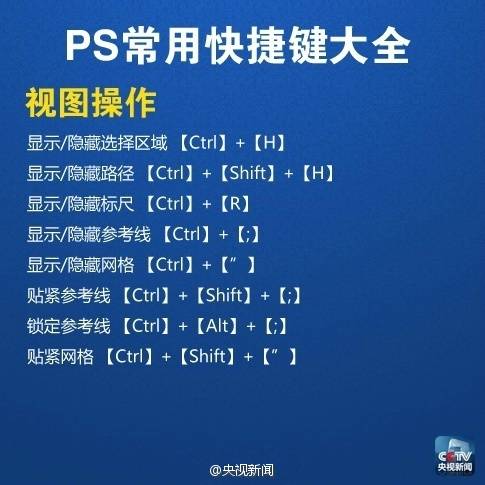 PS常用快捷键大全
视图操作
显示/隐藏选择区域 【Ctrl】+【H】
显示/隐藏路径 【Ctrl】+【Shift】+【H】
显示/隐藏标尺 【Ctrl】+【R】
显示/隐藏参考线 【Ctrl】+【;】
显示/隐藏网格 【Ctrl】+【”】
贴紧参考线 【Ctrl】+【Shift】+【;】
锁定参考线 【Ctrl】+【Alt】+【;】
贴紧网格 【Ctrl】+【Shift】+【”】
CCTV
央视新闻
@央视新闻